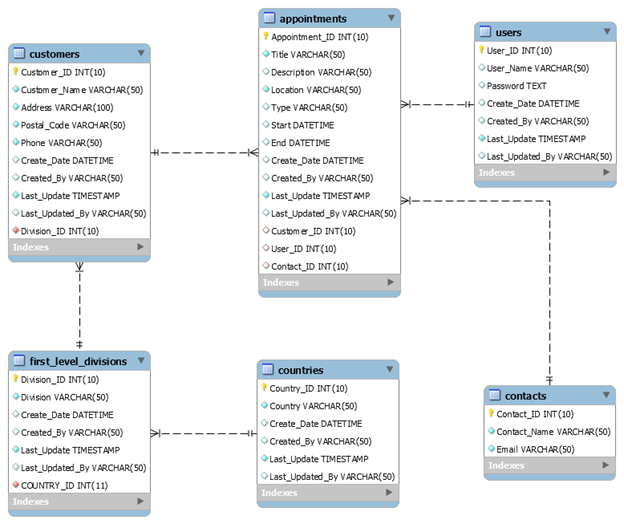 customers
Customer_ID INT(10)
Customer_Name VARCHAR(50)
Address VARCHAR(100)
Postal_Code VARCHAR(50)
Phone VARCHAR(50)
Create_Date DATETIME
Created_By VARCHAR(50)
Last_Update TIMESTAMP
Last_Updated_By VARCHAR(50)
Division_ID INT(10)
Indexes
appointments
Appointment_ID INT(10)
Title VARCHAR(50)
Description VARCHAR(50)
Location VARCHAR(50)
Type VARCHAR(50)
Start DATETIME
End DATETIME
Create_Date DATETIME
Created_By VARCHAR(50)
Last_Update TIMESTAMP
Last_Updated_By VARCHAR(50)
Customer_ID INT(10)
User_ID INT(10)
Contact_ID INT(10)
Indexes
users
User_ID INT(10)
User_Name VARCHAR(50)
Password TEXT
Create_Date DATETIME
Created_By VARCHAR(50)
Last_Update TIMESTAMP
Last_Updated_By VARCHAR(50)
Indexes
first_level_divisions
Division_ID INT(10)
Division VARCHAR(50)
Create_Date DATETIME
Created_By VARCHAR(50)
Last_Update TIMESTAMP
Last_Updated_By VARCHAR(50)
COUNTRY_ID INT(11)
Indexes
countries
Country_ID INT(10)
Country VARCHAR(50)
Create_Date DATETIME
Created_By VARCHAR(50)
Last_Update TIMESTAMP
Last_Updated_By VARCHAR(50)
Indexes
contacts
Contact_ID INT(10)
Contact_Name VARCHAR(50)
Email VARCHAR(50)
Indexes